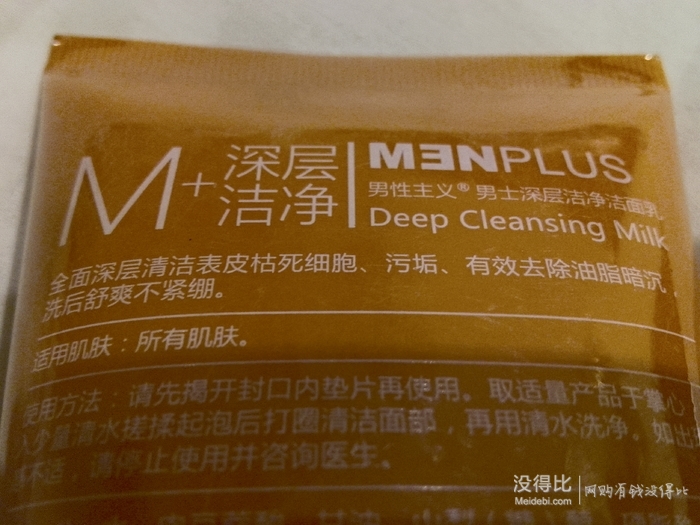 M+ 深层洁净
MENPLUS
男性主义® 男士深层洁净洁面乳
Deep Cleansing Milk
全面深层清洁表皮枯死细胞、污垢、有效去除油脂暗沉，
洗后舒爽不紧绷。
适用肌肤：所有肌肤。
使用方法：请先揭开封口内垫片再使用。取适量产品于掌心
入少量清水搓揉起泡后打圈清洁面部，再用清水洗净。如出
不适，请停止使用并咨询医生。
没得比
Meidebi.com
网购有钱没得比